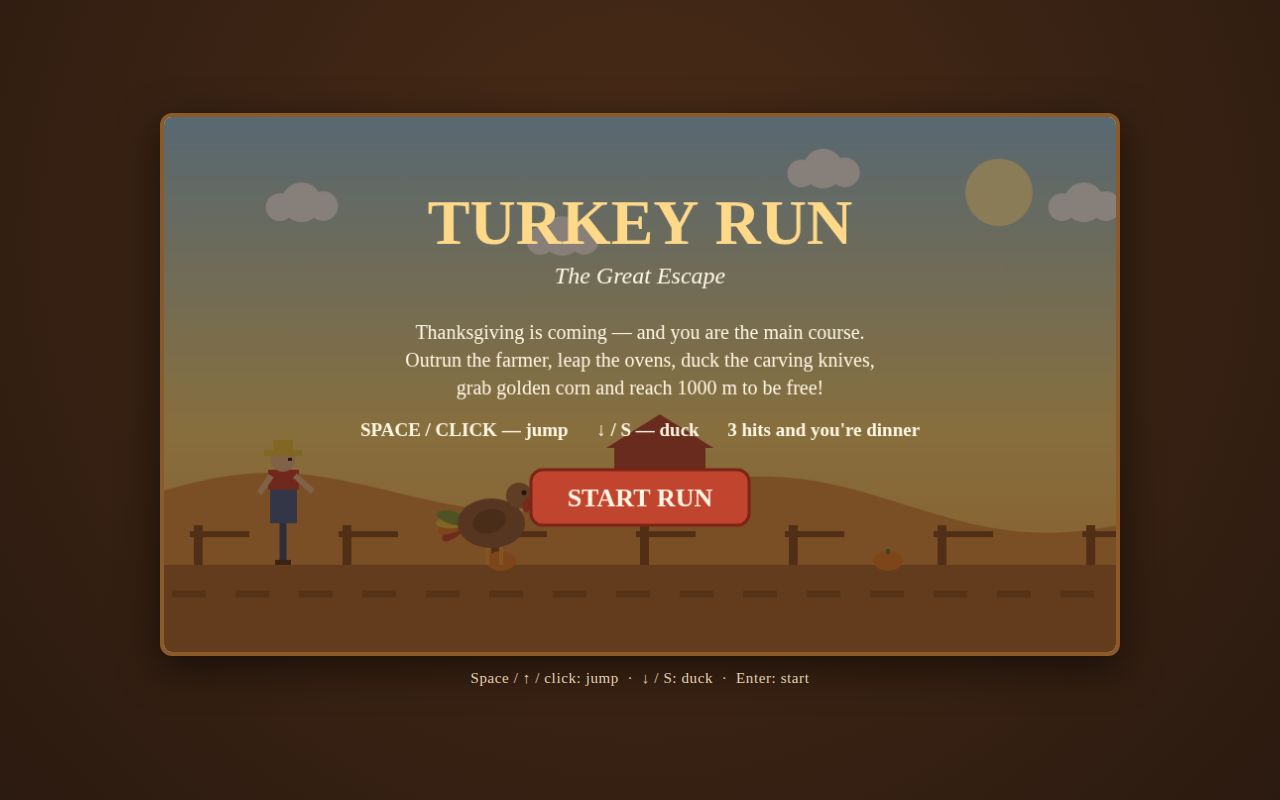 TURKEY RUN
The Great Escape
Thanksgiving is coming — and you are the main course.
Outrun the farmer, leap the ovens, duck the carving knives,
grab golden corn and reach 1000 m to be free!
SPACE / CLICK — jump ↓ / S — duck 3 hits and you're dinner
START RUN
Space / ↑ / click: jump · ↓ / S: duck · Enter: start